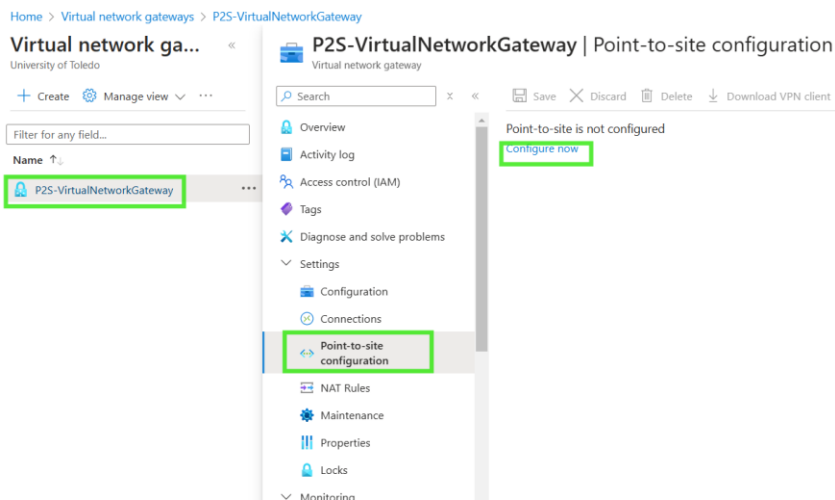 Home > Virtual network gateways > P2S-VirtualNetworkGateway
Virtual network ga... «
University of Toledo
+ Create Manage view ...
Filter for any field...
Name ↑↓
P2S-VirtualNetworkGateway ...
P2S-VirtualNetworkGateway | Point-to-site configuration
Virtual network gateway
Search «
Overview
Activity log
Access control (IAM)
Tags
Diagnose and solve problems
Settings
Configuration
Connections
Point-to-site
configuration
NAT Rules
Maintenance
Properties
Locks
Monitoring
Save Discard Delete Download VPN client
Point-to-site is not configured
Configure now